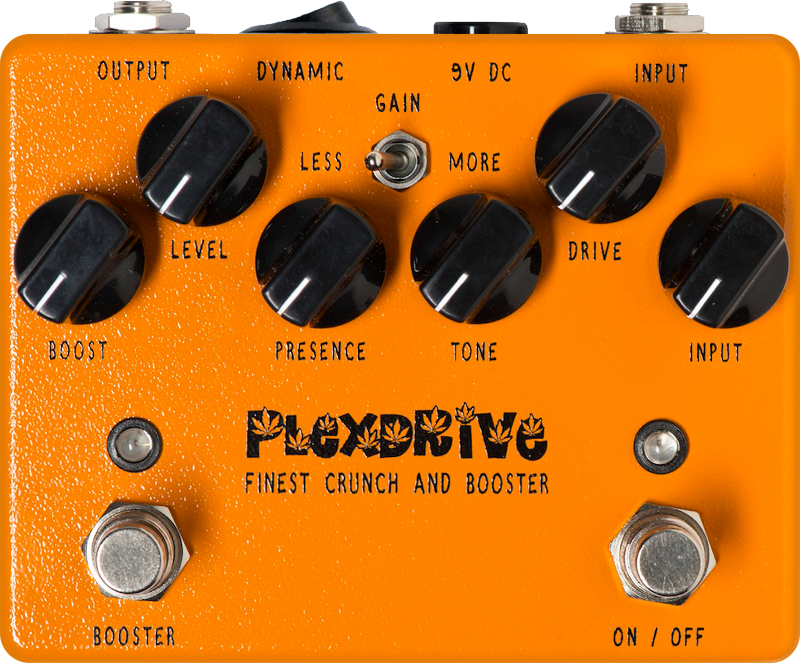 OUTPUT DYNAMIC 9V DC INPUT
GAIN
LESS MORE
LEVEL DRIVE
BOOST PRESENCE TONE INPUT
PLEXDRIVE
FINEST CRUNCH AND BOOSTER
BOOSTER ON / OFF